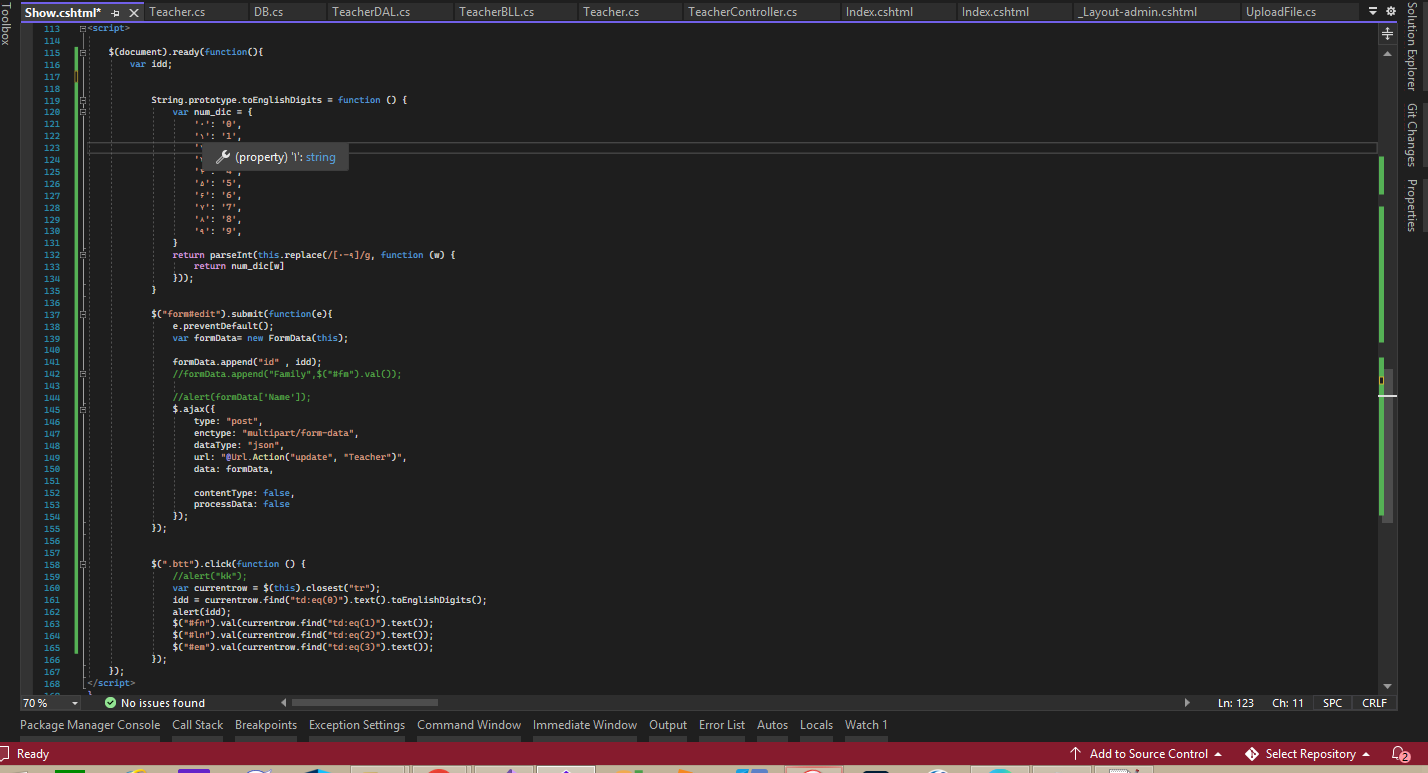 Show.cshtml*
Teacher.cs
DB.cs
TeacherDAL.cs
TeacherBLL.cs
Teacher.cs
TeacherController.cs
Index.cshtml
Index.cshtml
_Layout-admin.cshtml
UploadFile.cs
Toolbox
Solution Explorer
Git Changes
Properties
113 <script>
114
115 $(document).ready(function(){
116 var idd;
117
118
119 String.prototype.toEnglishDigits = function () {
120 var num_dic = {
121 '۰': '0',
122 '۱': '1',
123
(property) '۱': string
124
125 '۴': '4',
126 '۵': '5',
127 '۶': '6',
128 '۷': '7',
129 '۸': '8',
130 '۹': '9',
131 }
132 return parseInt(this.replace(/[۰-۹]/g, function (w) {
133 return num_dic[w]
134 }));
135 }
136
137 $("form#edit").submit(function(e){
138 e.preventDefault();
139 var formData= new FormData(this);
140
141 formData.append("id" , idd);
142 //formData.append("Family",$("#fm").val());
143
144 //alert(formData['Name']);
145 $.ajax({
146 type: "post",
147 enctype: "multipart/form-data",
148 dataType: "json",
149 url: "@Url.Action("update", "Teacher")",
150 data: formData,
151
152 contentType: false,
153 processData: false
154 });
155 });
156
157
158 $(".btt").click(function () {
159 //alert("kk");
160 var currentrow = $(this).closest("tr");
161 idd = currentrow.find("td:eq(0)").text().toEnglishDigits();
162 alert(idd);
163 $("#fn").val(currentrow.find("td:eq(1)").text());
164 $("#ln").val(currentrow.find("td:eq(2)").text());
165 $("#em").val(currentrow.find("td:eq(3)").text());
166 });
167 });
168 </script>
70 %
No issues found
Ln: 123
Ch: 11
SPC
CRLF
Package Manager Console
Call Stack
Breakpoints
Exception Settings
Command Window
Immediate Window
Output
Error List
Autos
Locals
Watch 1
Ready
Add to Source Control
Select Repository
2